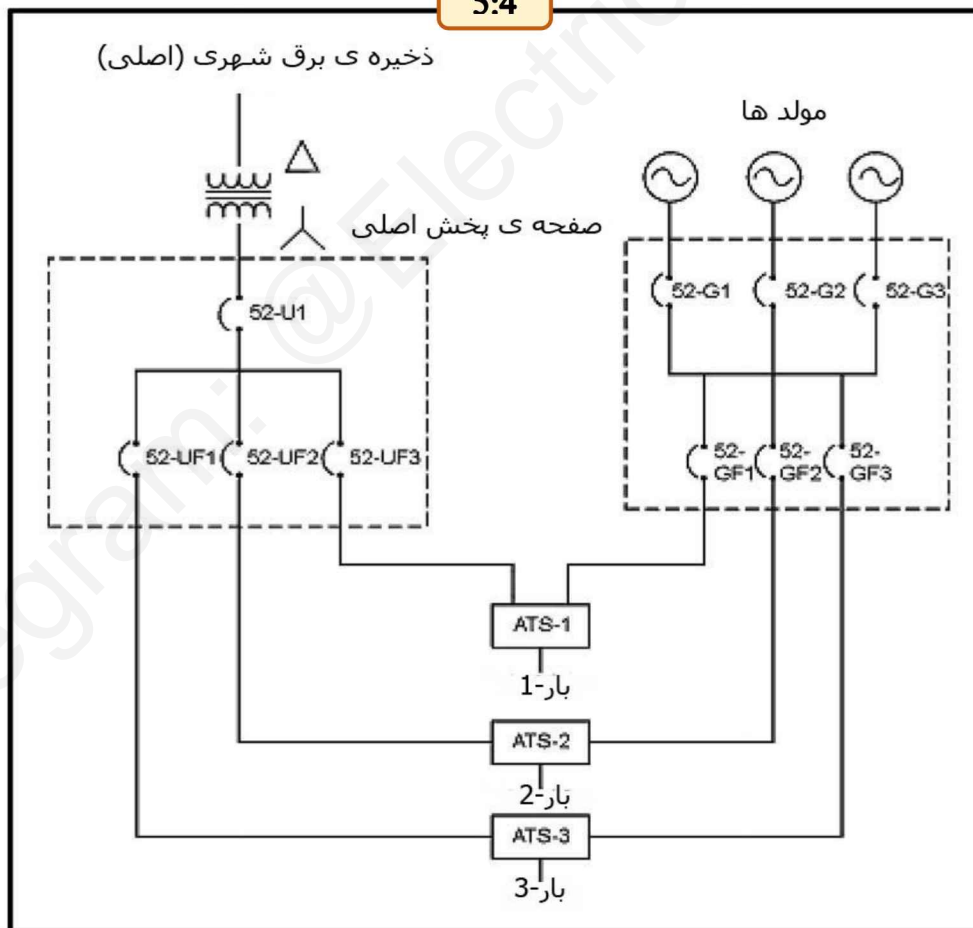 5:4
ذخیره ی برق شهری (اصلی)
مولد ها
صفحه ی پخش اصلی
52-U1
52-G1
52-G2
52-G3
52-UF1
52-UF2
52-UF3
52-
GF1
52-
GF2
52-
GF3
ATS-1
بار-1
ATS-2
بار-2
ATS-3
بار-3
egram: @Electric